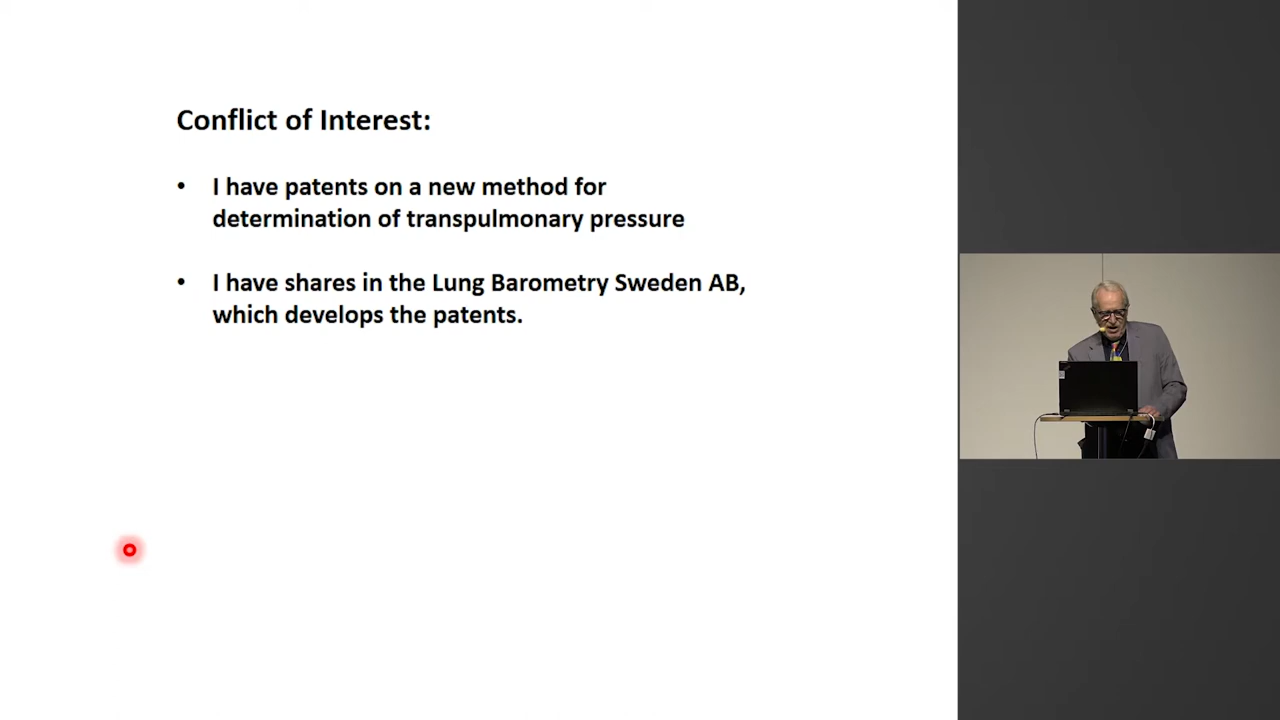 Conflict of Interest:
• I have patents on a new method for
determination of transpulmonary pressure
• I have shares in the Lung Barometry Sweden AB,
which develops the patents.